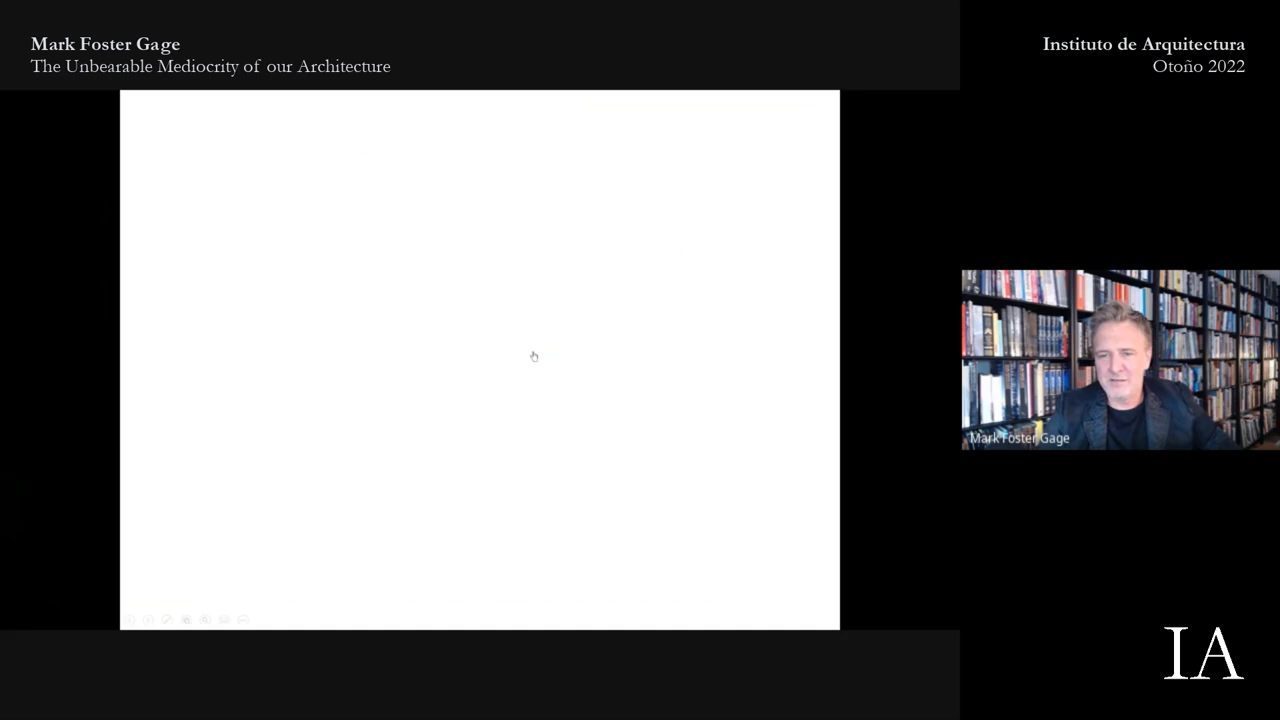 Mark Foster Gage
The Unbearable Mediocrity of our Architecture
Instituto de Arquitectura
Otoño 2022
Mark Foster Gage
IA